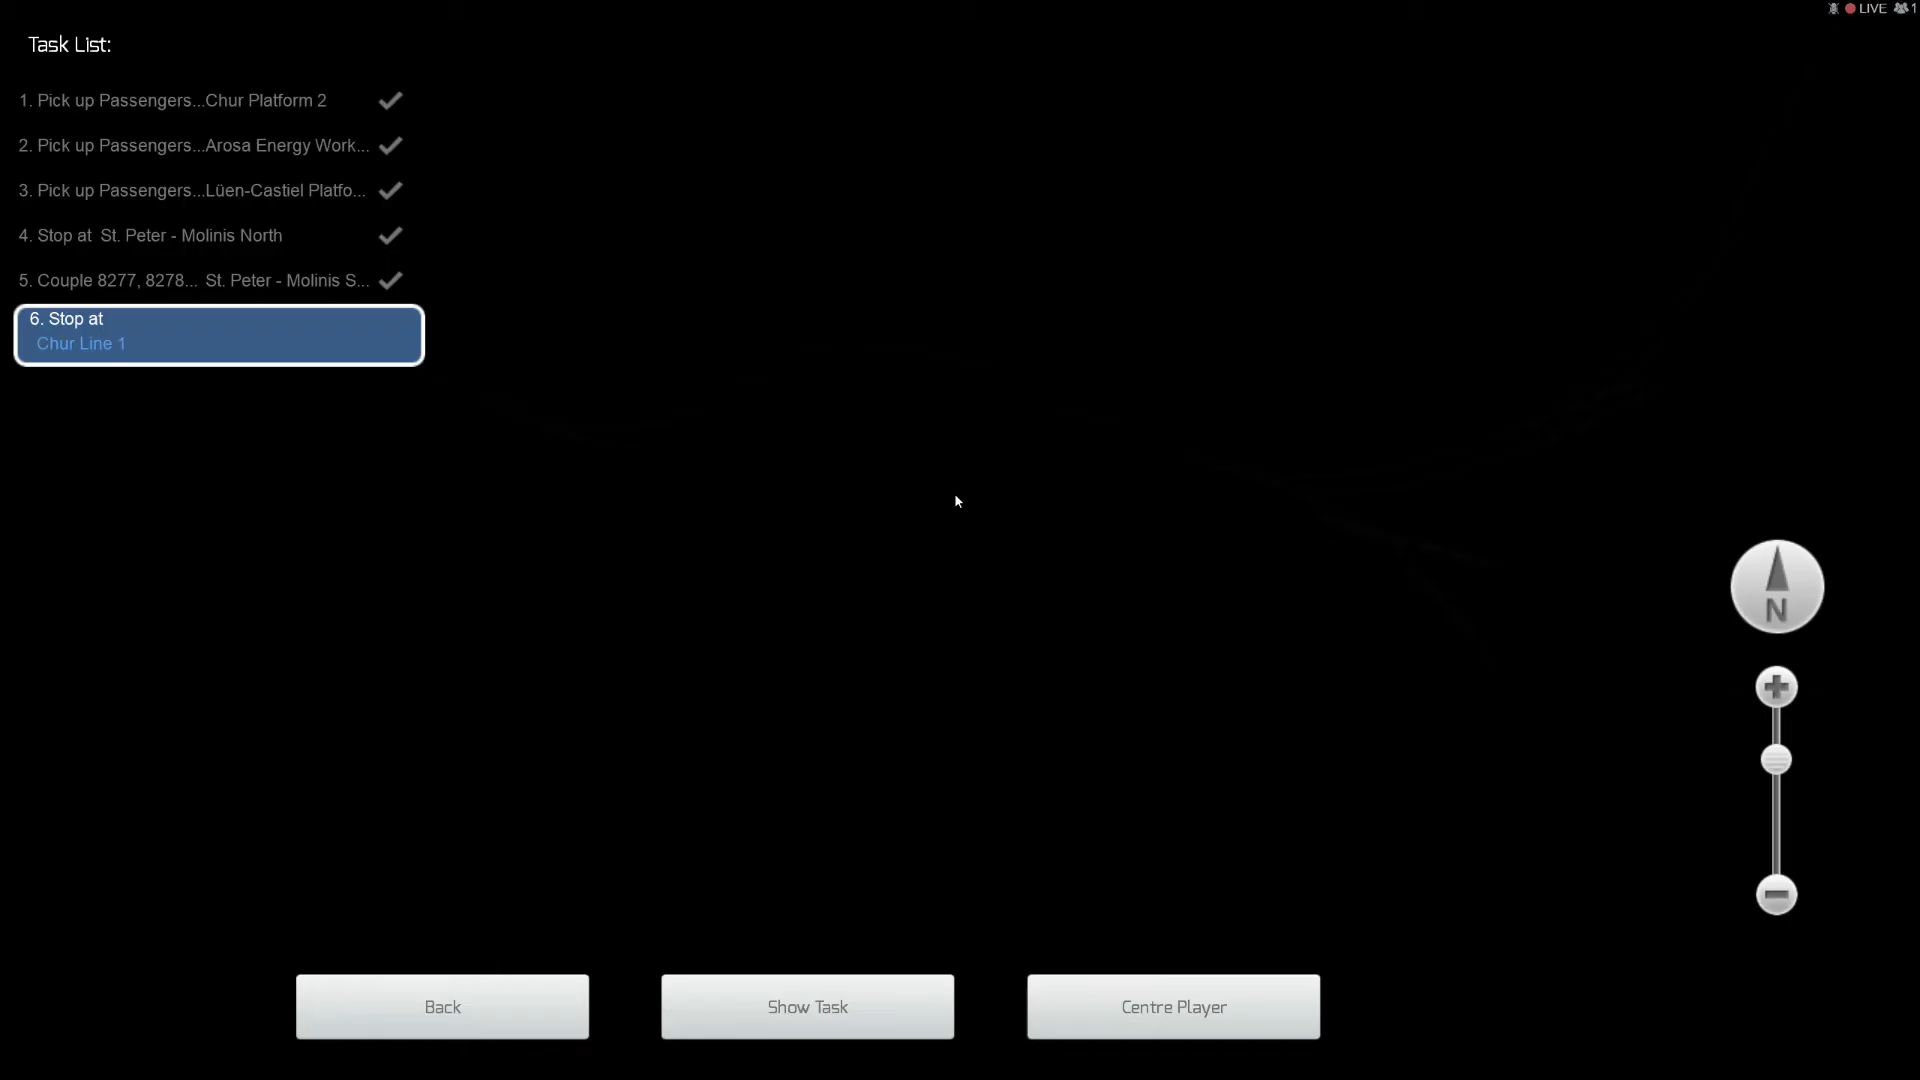 LIVE 1
Task List:
1. Pick up Passengers...Chur Platform 2
2. Pick up Passengers...Arosa Energy Work...
3. Pick up Passengers...Lüen-Castiel Platfo...
4. Stop at  St. Peter - Molinis North
5. Couple 8277, 8278...  St. Peter - Molinis S...
6. Stop at
Chur Line 1
N
Back
Show Task
Centre Player